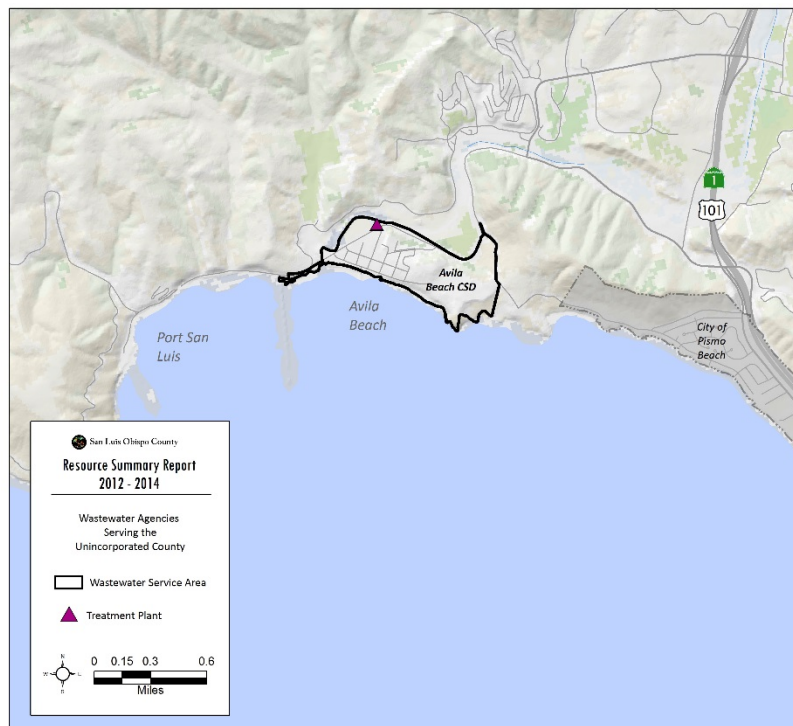 1
101
Avila
Beach CSD
Avila
Beach
Port San
Luis
City of
Pismo
Beach
San Luis Obispo County
Resource Summary Report
2012 - 2014
Wastewater Agencies
Serving the
Unincorporated County
Wastewater Service Area
Treatment Plant
N
W
S
0 0.15 0.3 0.6
Miles